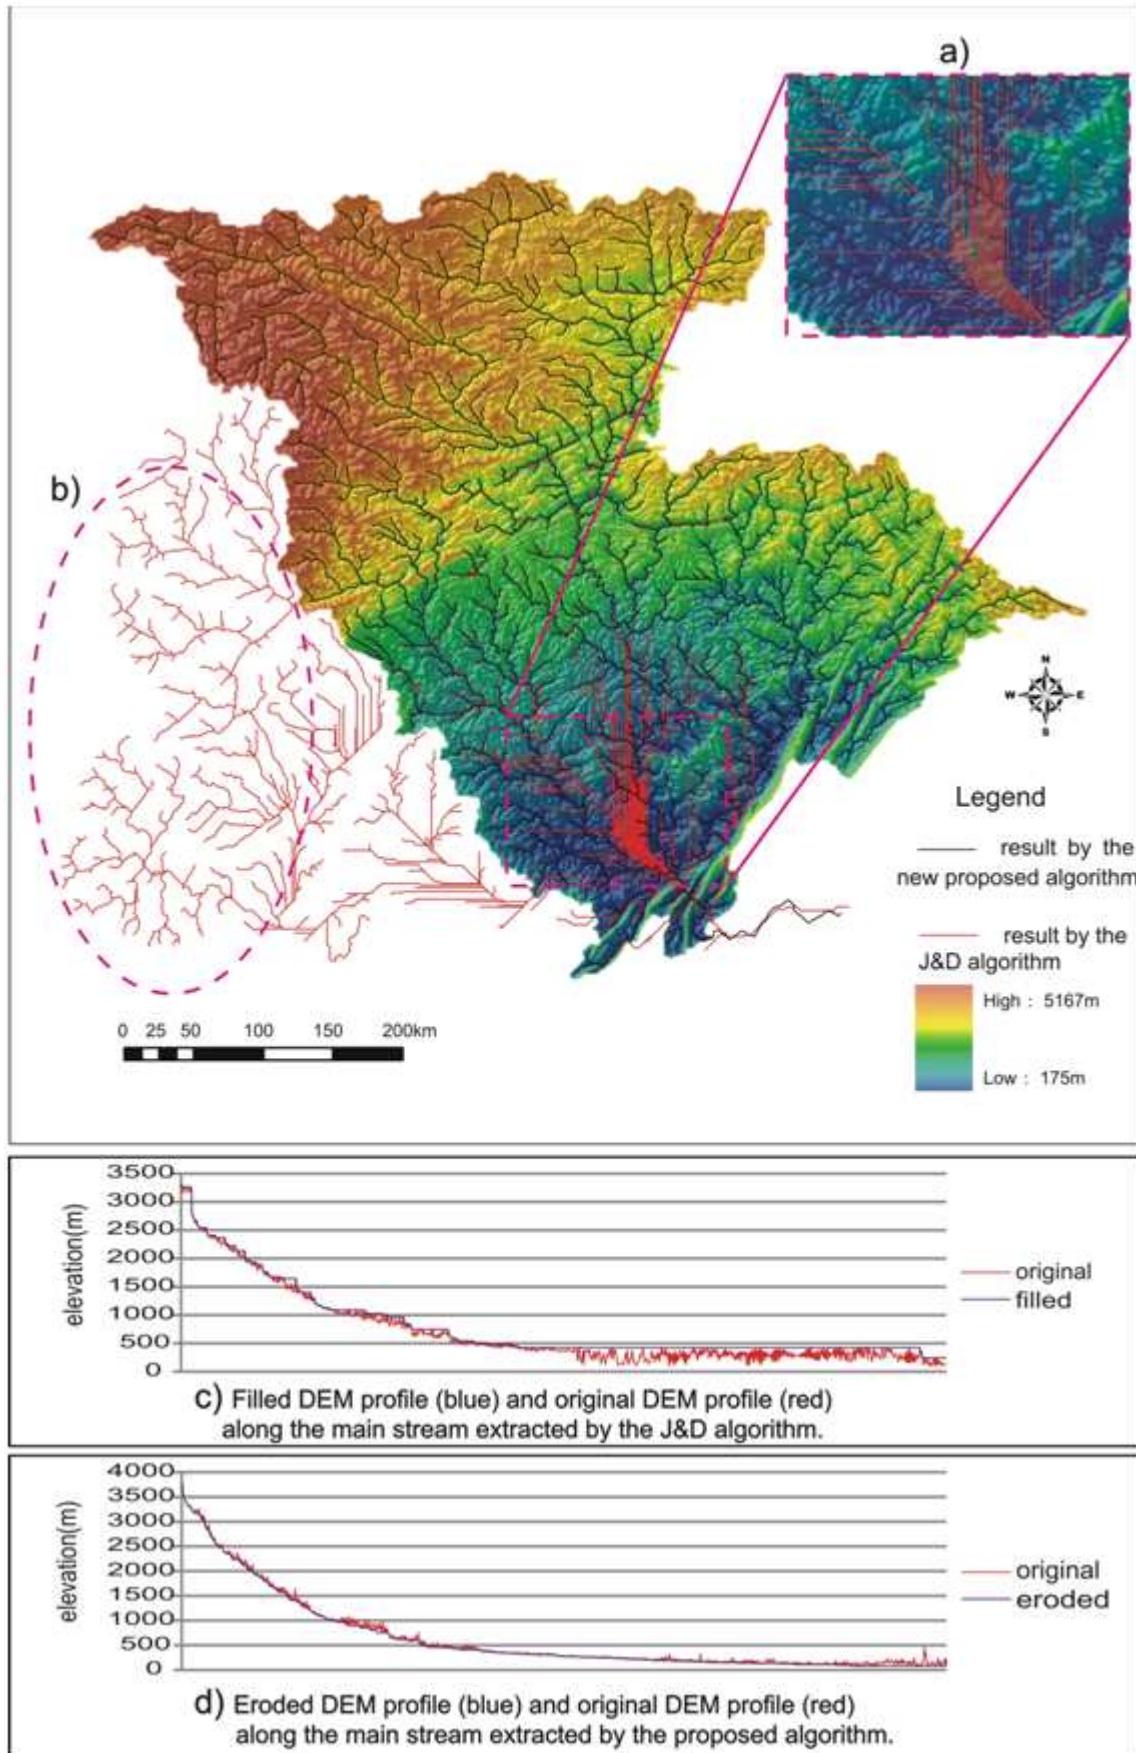 a)
b)
N
W E
S
Legend
result by the
new proposed algorithm
result by the
J&D algorithm
High : 5167m
Low : 175m
0 25 50 100 150 200km
3500
3000
2500
2000
1500
1000
500
0
elevation(m)
original
filled
c) Filled DEM profile (blue) and original DEM profile (red)
along the main stream extracted by the J&D algorithm.
4000
3500
3000
2500
2000
1500
1000
500
0
elevation(m)
original
eroded
d) Eroded DEM profile (blue) and original DEM profile (red)
along the main stream extracted by the proposed algorithm.